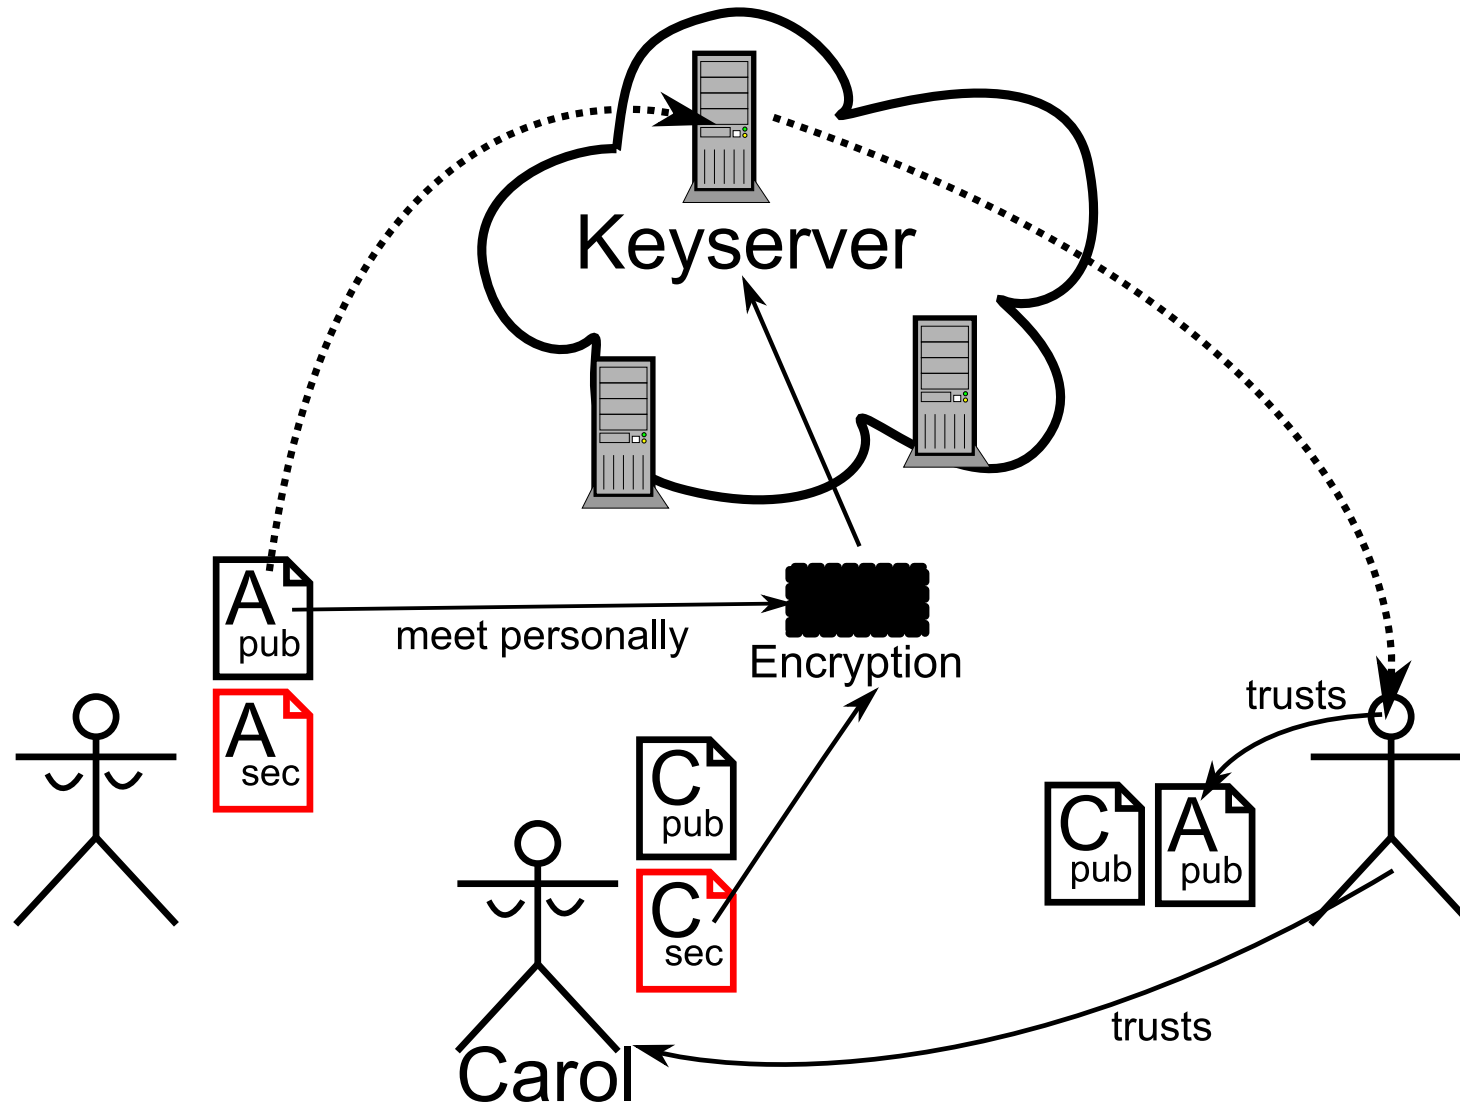 Keyserver
A
pub
meet personally
Encryption
A
sec
trusts
C
pub
C
pub
A
pub
C
sec
trusts
Carol